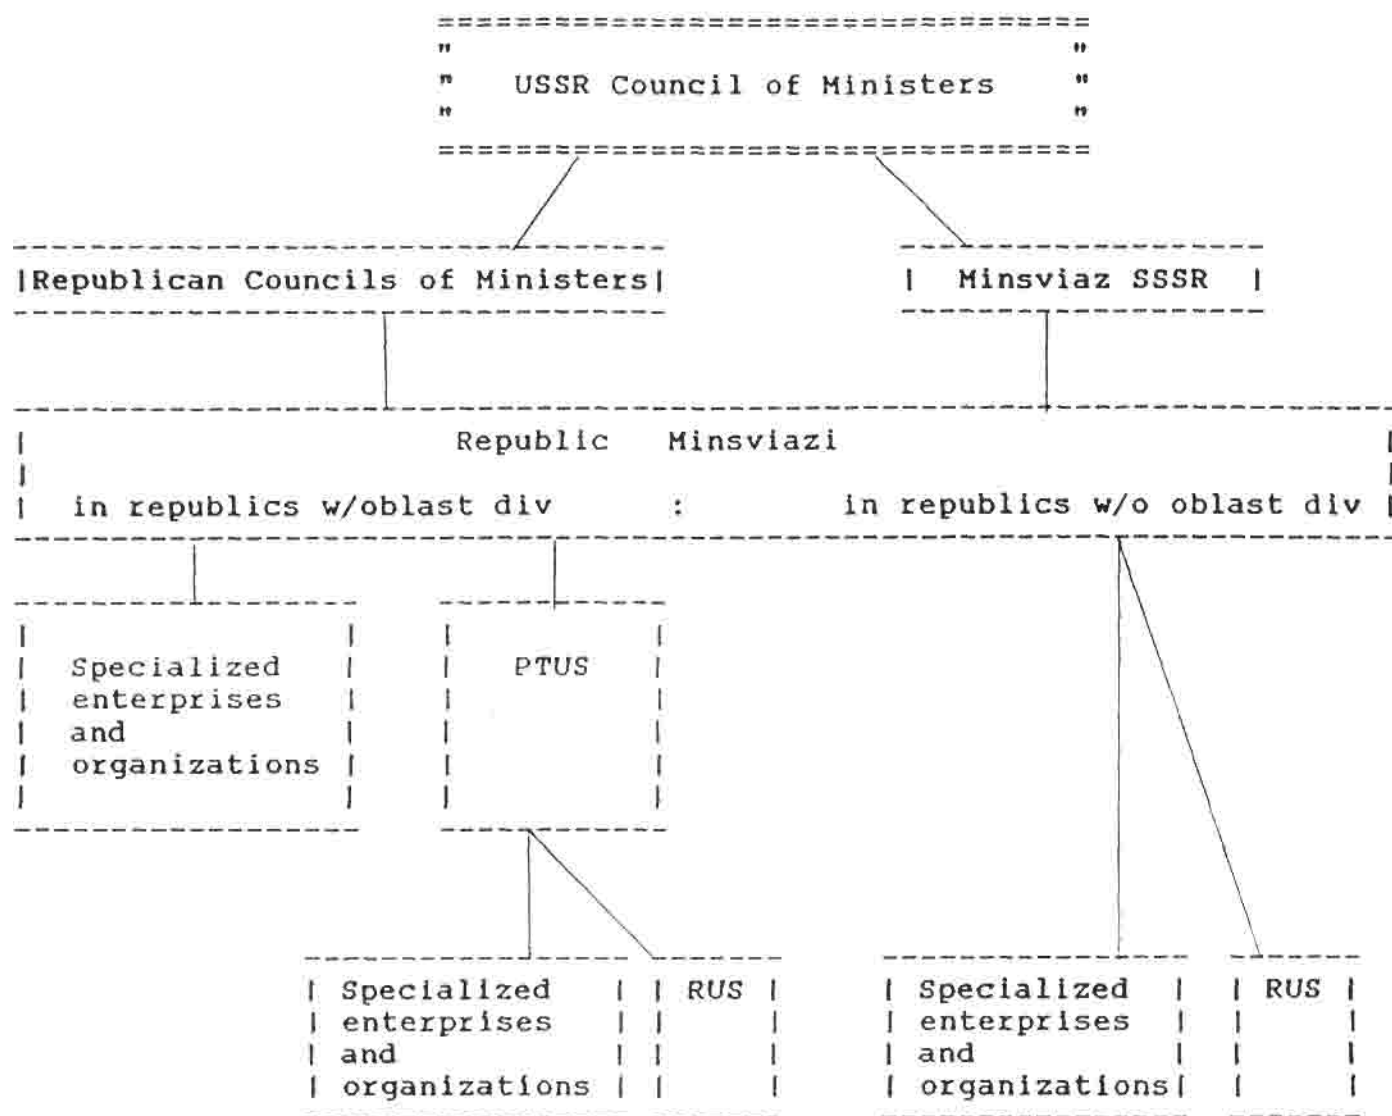 USSR Council of Ministers
Republican Councils of Ministers
Minsviaz SSSR
Republic Minsviazi
in republics w/oblast div : in republics w/o oblast div
Specialized
enterprises
and
organizations
PTUS
Specialized
enterprises
and
organizations
RUS
Specialized
enterprises
and
organizations
RUS